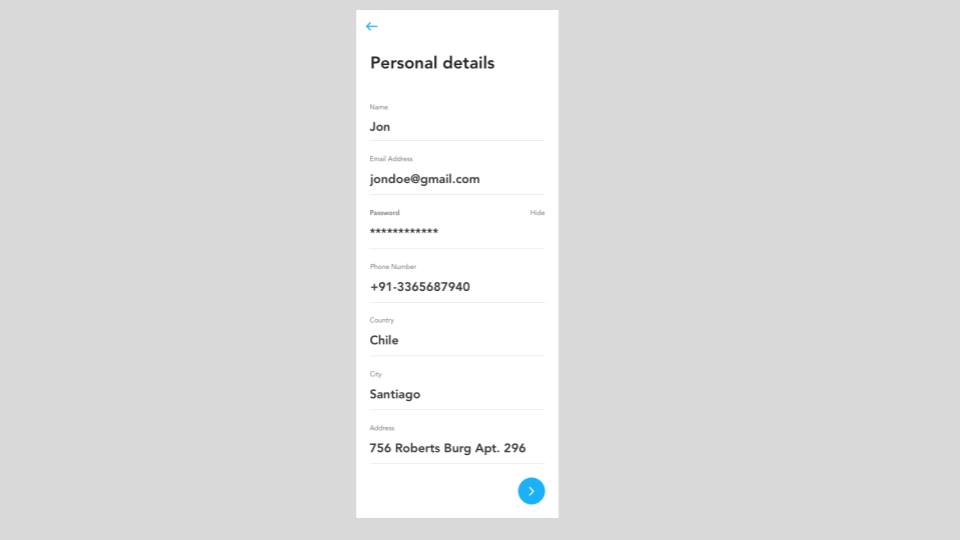 Personal details
Name
Jon
Email Address
jondoe@gmail.com
Password Hide
************
Phone Number
+91-3365687940
Country
Chile
City
Santiago
Address
756 Roberts Burg Apt. 296